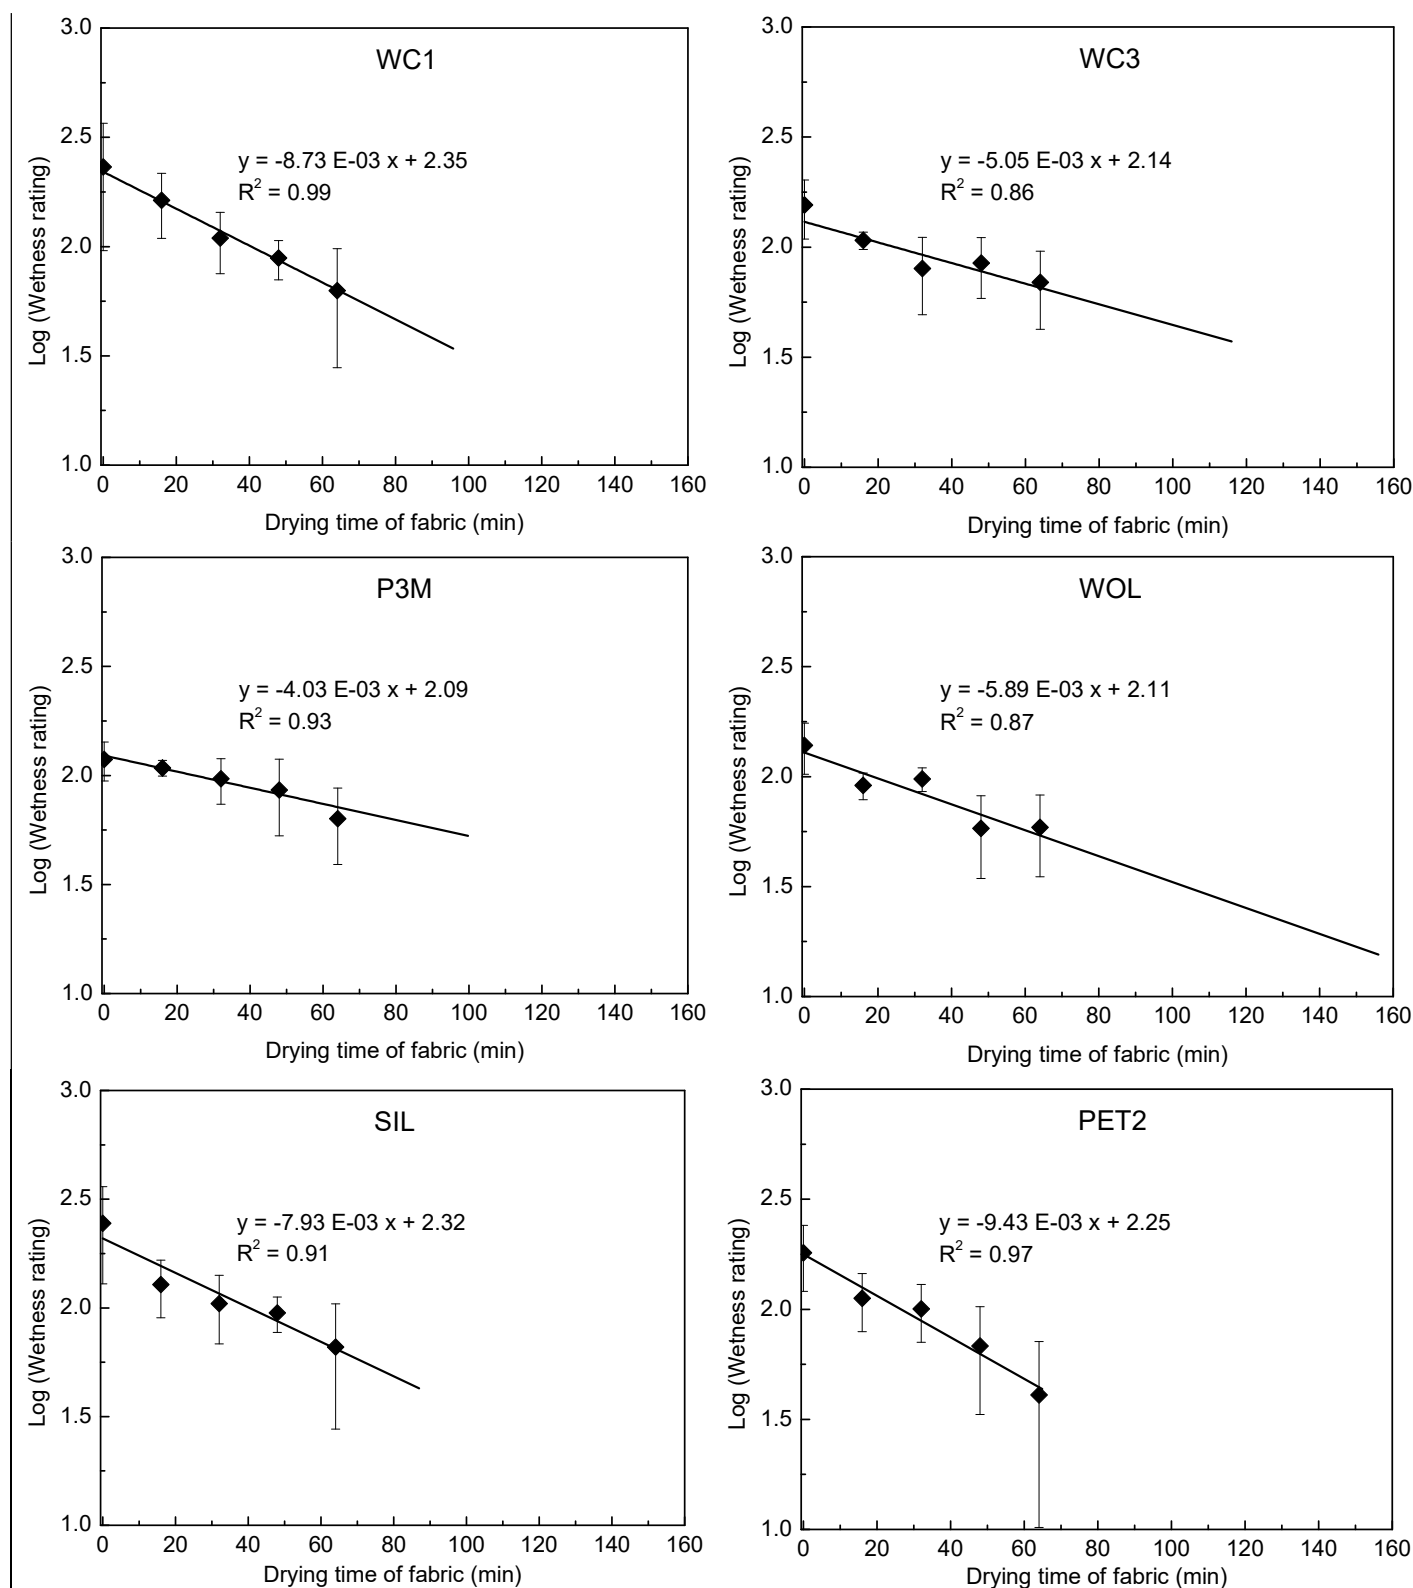 WC1
3.0
2.5
2.0
1.5
1.0
Log (Wetness rating)
y = -8.73 E-03 x + 2.35
R² = 0.99
0 20 40 60 80 100 120 140 160
Drying time of fabric (min)
WC3
3.0
2.5
2.0
1.5
1.0
Log (Wetness rating)
y = -5.05 E-03 x + 2.14
R² = 0.86
0 20 40 60 80 100 120 140 160
Drying time of fabric (min)
P3M
3.0
2.5
2.0
1.5
1.0
Log (Wetness rating)
y = -4.03 E-03 x + 2.09
R² = 0.93
0 20 40 60 80 100 120 140 160
Drying time of fabric (min)
WOL
3.0
2.5
2.0
1.5
1.0
Log (Wetness rating)
y = -5.89 E-03 x + 2.11
R² = 0.87
0 20 40 60 80 100 120 140 160
Drying time of fabric (min)
SIL
3.0
2.5
2.0
1.5
1.0
Log (Wetness rating)
y = -7.93 E-03 x + 2.32
R² = 0.91
0 20 40 60 80 100 120 140 160
Drying time of fabric (min)
PET2
3.0
2.5
2.0
1.5
1.0
Log (Wetness rating)
y = -9.43 E-03 x + 2.25
R² = 0.97
0 20 40 60 80 100 120 140 160
Drying time of fabric (min)